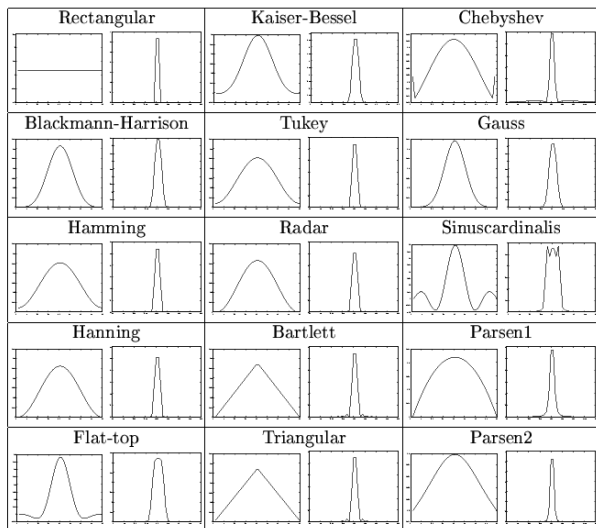 Rectangular Kaiser-Bessel Chebyshev
Blackmann-Harrison Tukey Gauss
Hamming Radar Sinuscardinalis
Hanning Bartlett Parsen1
Flat-top Triangular Parsen2